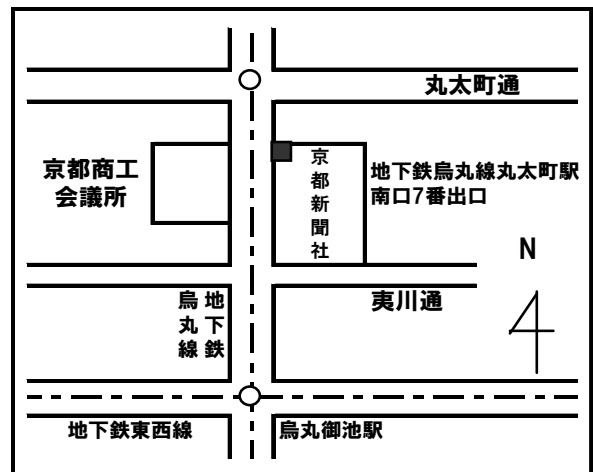 丸太町通
京都商工
会議所
京都新聞社
地下鉄烏丸線丸太町駅
南口7番出口
N
地下鉄
烏丸線
夷川通
地下鉄東西線
烏丸御池駅